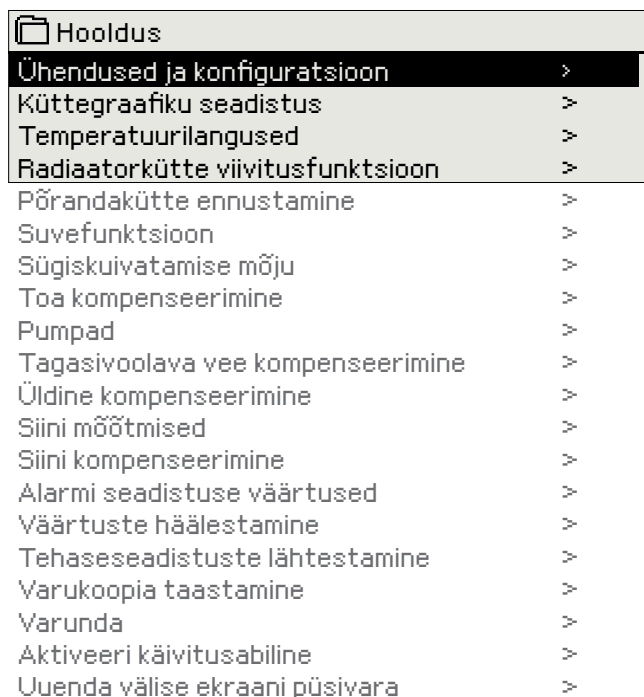 Hooldus
Ühendused ja konfiguratsioon >
Küttegraafiku seadistus >
Temperatuurilangused >
Radiaatorkütte viivitusfunktsioon >
Põrandakütte ennustamine >
Suvefunktsioon >
Sügiskuivatamise mõju >
Toa kompenseerimine >
Pumpad >
Tagasivoolava vee kompenseerimine >
Üldine kompenseerimine >
Siini mõõtmised >
Siini kompenseerimine >
Alarmi seadistuse väärtused >
Väärtuste häälestamine >
Tehaseseadistuste lähtestamine >
Varukoopia taastamine >
Varunda >
Aktiveeri käivitusabiline >
Uuenda välise ekraani püsivara >